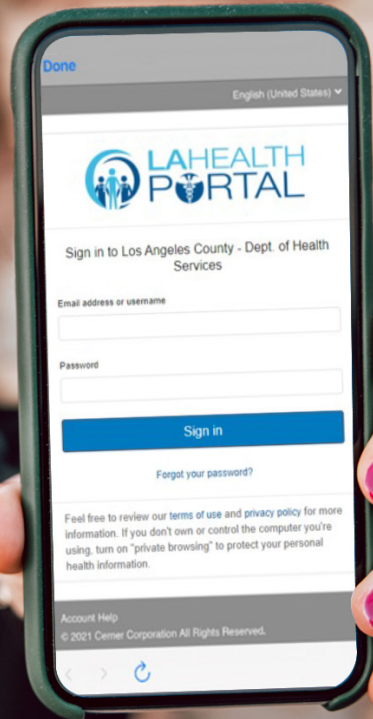 Done
English (United States)
LAHEALTH
PORTAL
Sign in to Los Angeles County - Dept. of Health
Services
Email address or username
Password
Sign in
Forgot your password?
Feel free to review our terms of use and privacy policy for more
information. If you don't own or control the computer you're
using, turn on "private browsing" to protect your personal
health information.
Account Help
© 2021 Cerner Corporation All Rights Reserved.